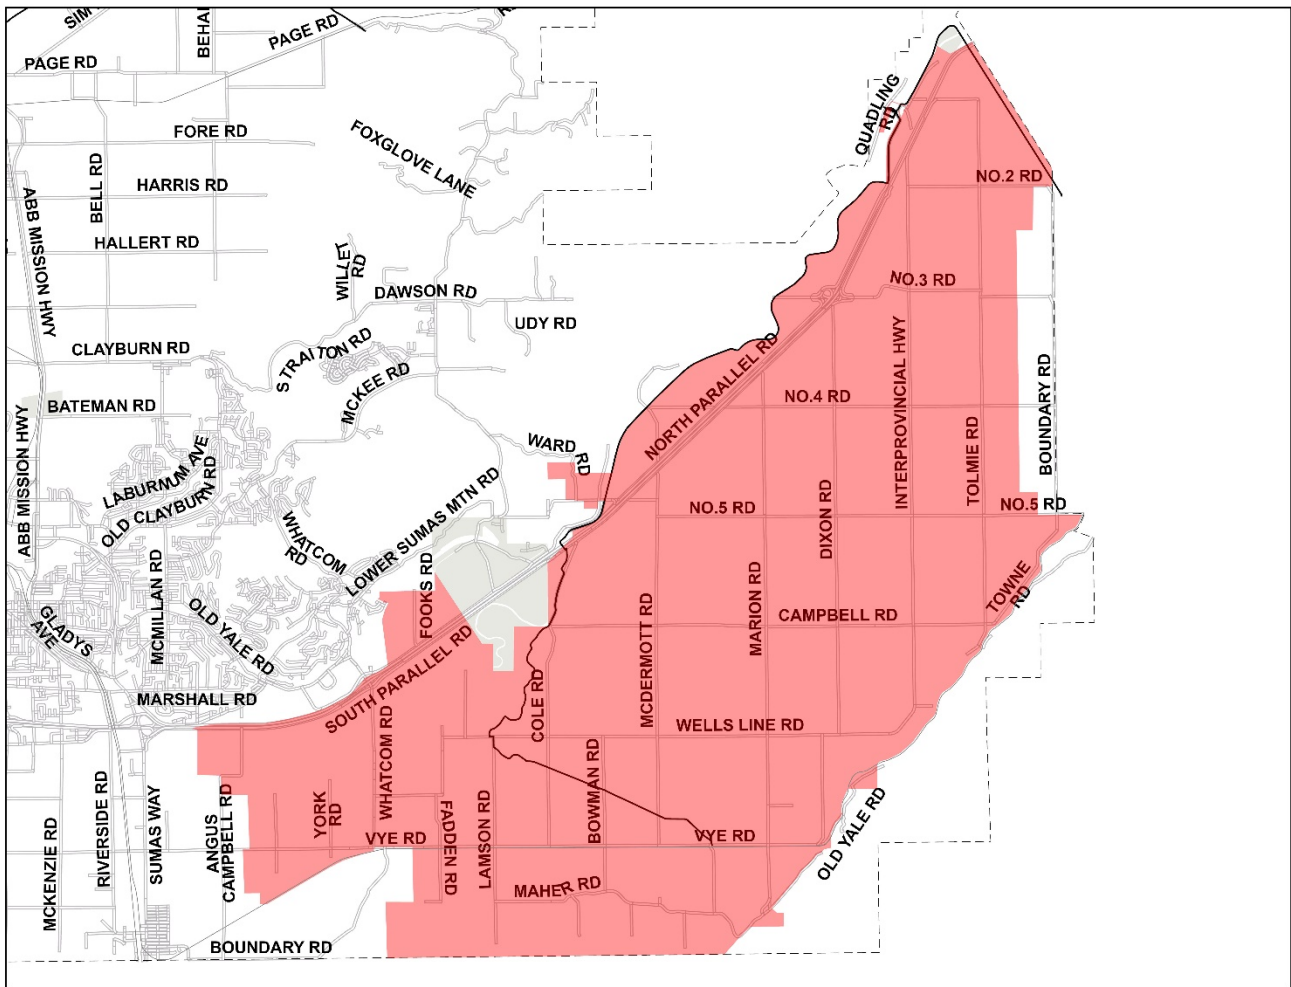 SIM
BEHA
PAGE RD
PAGE RD
FORE RD
QUADLING
RD
FOXGLOVE LANE
HARRIS RD
BELL RD
NO.2 RD
ABB MISSION HWY
HALLERT RD
WILLET
RD
DAWSON RD
NO.3 RD
UDY RD
STRAITON RD
CLAYBURN RD
MCKEE RD
NORTH PARALLEL RD
INTERPROVINCIAL HWY
BOUNDARY RD
BATEMAN RD
NO.4 RD
ABB MISSION HWY
LABURNUM AVE
OLD CLAYBURN RD
WARD
RD
TOLMIE RD
LOWER SUMAS MTN RD
WHATCOM
RD
NO.5 RD
DIXON RD
NO.5 RD
MCMILLAN RD
FOOKS RD
GLADYS
AVE
OLD YALE RD
MCDERMOTT RD
MARION RD
CAMPBELL RD
TOWNE
RD
MARSHALL RD
SOUTH PARALLEL RD
COLE RD
WELLS LINE RD
WHATCOM RD
YORK
RD
BOWMAN RD
MCKENZIE RD
RIVERSIDE RD
SUMAS WAY
ANGUS
CAMPBELL RD
VYE RD
FADDEN RD
LAMSON RD
VYE RD
OLD YALE RD
MAHER RD
BOUNDARY RD